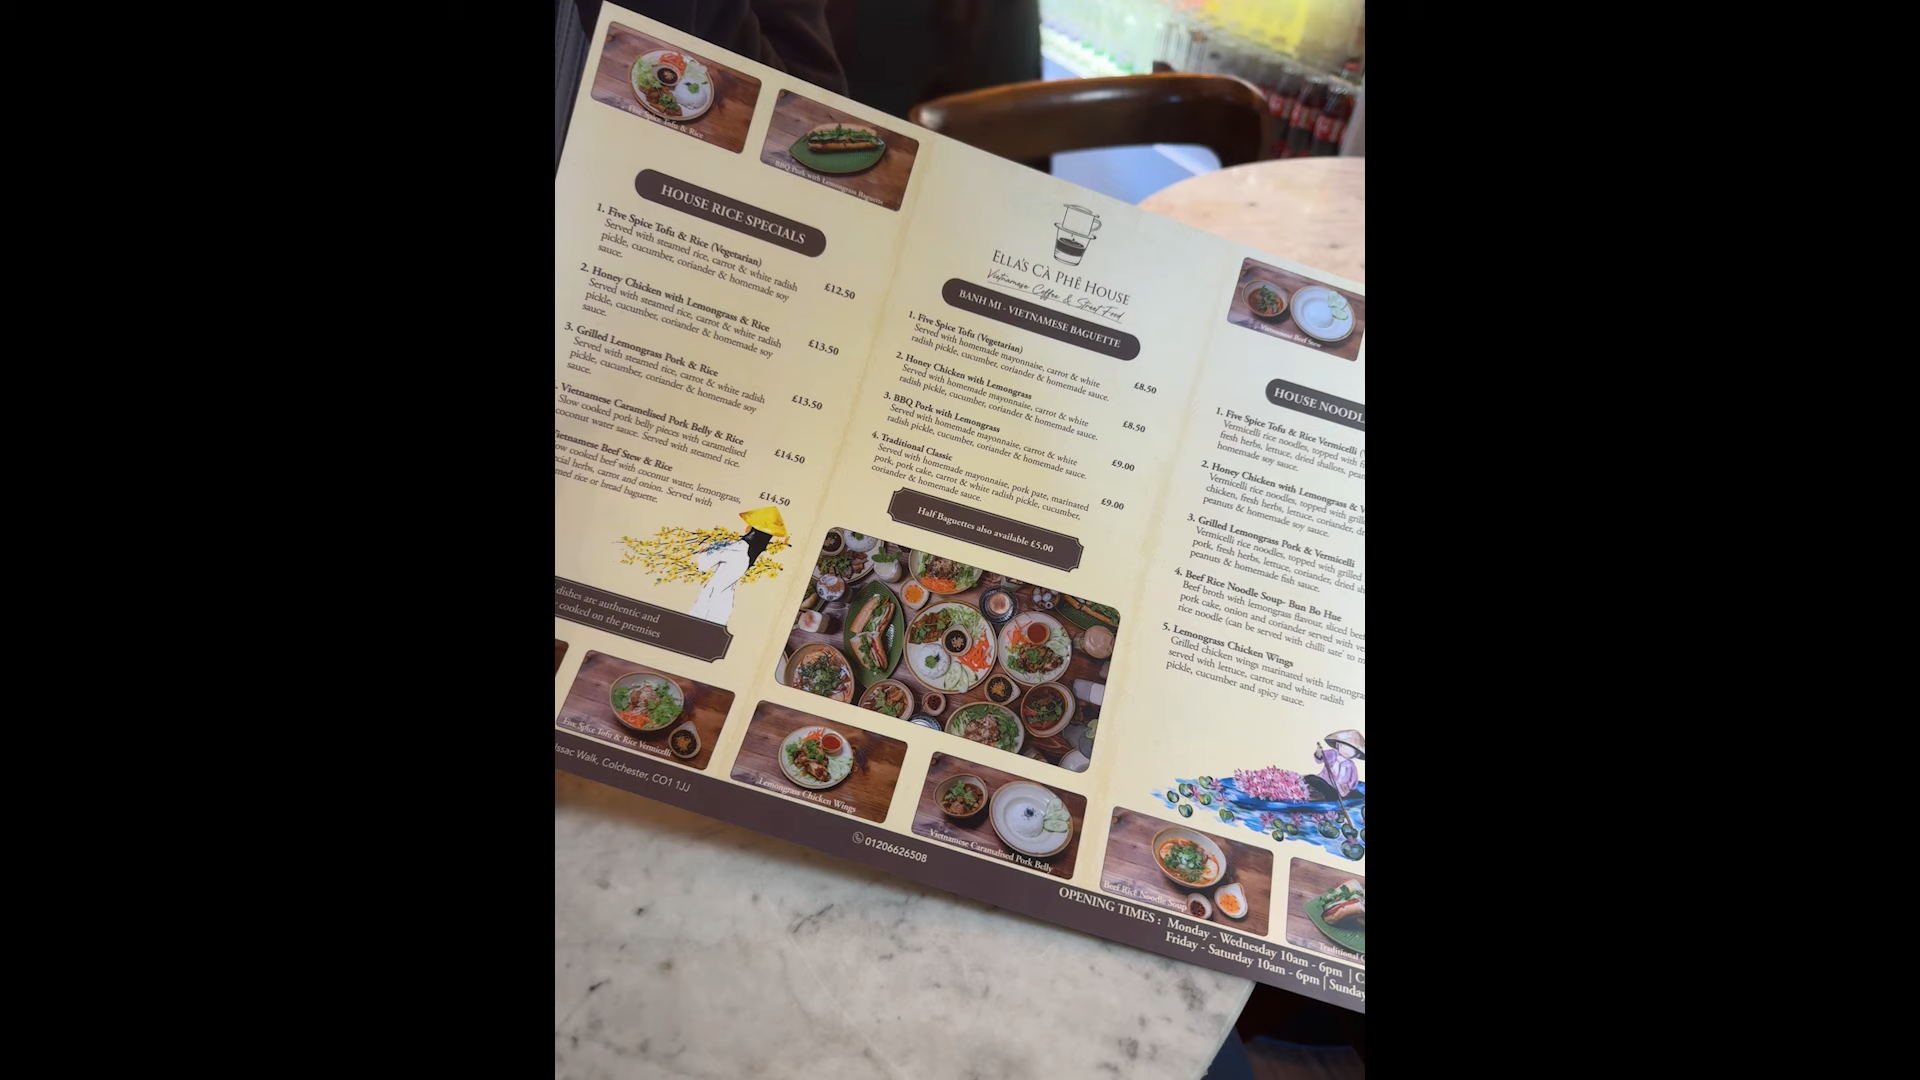 Five Spice Tofu & Rice
BBQ Pork with Lemongrass Baguette
HOUSE RICE SPECIALS
1. Five Spice Tofu & Rice (Vegetarian)
Served with steamed rice, carrot & white radish
pickle, cucumber, coriander & homemade soy
sauce.
£12.50
2. Honey Chicken with Lemongrass & Rice
Served with steamed rice, carrot & white radish
pickle, cucumber, coriander & homemade soy
sauce.
£13.50
3. Grilled Lemongrass Pork & Rice
Served with steamed rice, carrot & white radish
pickle, cucumber, coriander & homemade soy
sauce.
£13.50
Vietnamese Caramelised Pork Belly & Rice
Slow cooked pork belly pieces with caramelised
coconut water sauce. Served with steamed rice.
£14.50
Vietnamese Beef Stew & Rice
cooked beef with coconut water, lemongrass,
herbs, carrot and onion. Served with
rice or bread baguette.
£14.50
dishes are authentic and
cooked on the premises
Five Spice Tofu & Rice Vermicelli
Walk, Colchester, CO1 1JJ
ELLA'S CÀ PHÊ HOUSE
Vietnamese Coffee & Street Food
BANH MI - VIETNAMESE BAGUETTE
1. Five Spice Tofu (Vegetarian)
Served with homemade mayonnaise, carrot & white
radish pickle, cucumber, coriander & homemade sauce.
£8.50
2. Honey Chicken with Lemongrass
Served with homemade mayonnaise, carrot & white
radish pickle, cucumber, coriander & homemade sauce.
£8.50
3. BBQ Pork with Lemongrass
Served with homemade mayonnaise, carrot & white
radish pickle, cucumber, coriander & homemade sauce.
£9.00
4. Traditional Classic
Served with homemade mayonnaise, pork pate, marinated
pork, pork cake, carrot & white radish pickle, cucumber,
coriander & homemade sauce.
£9.00
Half Baguettes also available £5.00
Lemongrass Chicken Wings
Vietnamese Caramalised Pork Belly
01206626508
Vietnamese Beef Stew
HOUSE NOODL
1. Five Spice Tofu & Rice Vermicelli
Vermicelli rice noodles, topped with
fresh herbs, lettuce, dried shallots,
homemade soy sauce.
2. Honey Chicken with Lemongrass &
Vermicelli rice noodles, topped with
chicken, fresh herbs, lettuce, coriander,
peanuts & homemade soy sauce.
3. Grilled Lemongrass Pork & Vermicelli
Vermicelli rice noodles, topped with grilled
pork, fresh herbs, lettuce, coriander, dried
peanuts & homemade fish sauce.
4. Beef Rice Noodle Soup- Bun Bo Hue
Beef broth with lemongrass flavour, sliced
pork cake, onion and coriander served with
rice noodle (can be served with chilli sate' to
5. Lemongrass Chicken Wings
Grilled chicken wings marinated with
served with lettuce, carrot and white radish
pickle, cucumber and spicy sauce.
Beef Rice Noodle Soup
Traditional
OPENING TIMES : Monday - Wednesday 10am - 6pm |
Friday - Saturday 10am - 6pm | Sunday